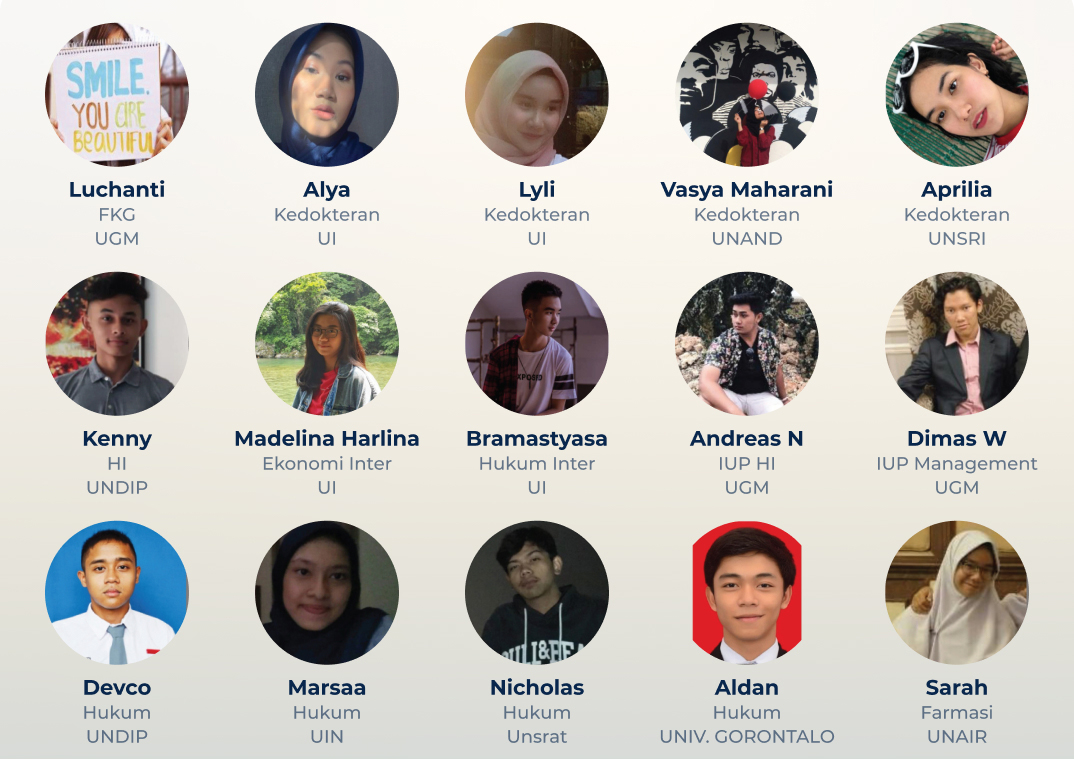 SMILE.
YOU ARE
BEAUTIFUL
Luchanti
FKG
UGM
Alya
Kedokteran
UI
Lyli
Kedokteran
UI
Vasya Maharani
Kedokteran
UNAND
Aprilia
Kedokteran
UNSRI
Kenny
HI
UNDIP
Madelina Harlina
Ekonomi Inter
UI
Bramastyasa
Hukum Inter
UI
Andreas N
IUP HI
UGM
Dimas W
IUP Management
UGM
Devco
Hukum
UNDIP
Marsaa
Hukum
UIN
Nicholas
Hukum
Unsrat
Aldan
Hukum
UNIV. GORONTALO
Sarah
Farmasi
UNAIR